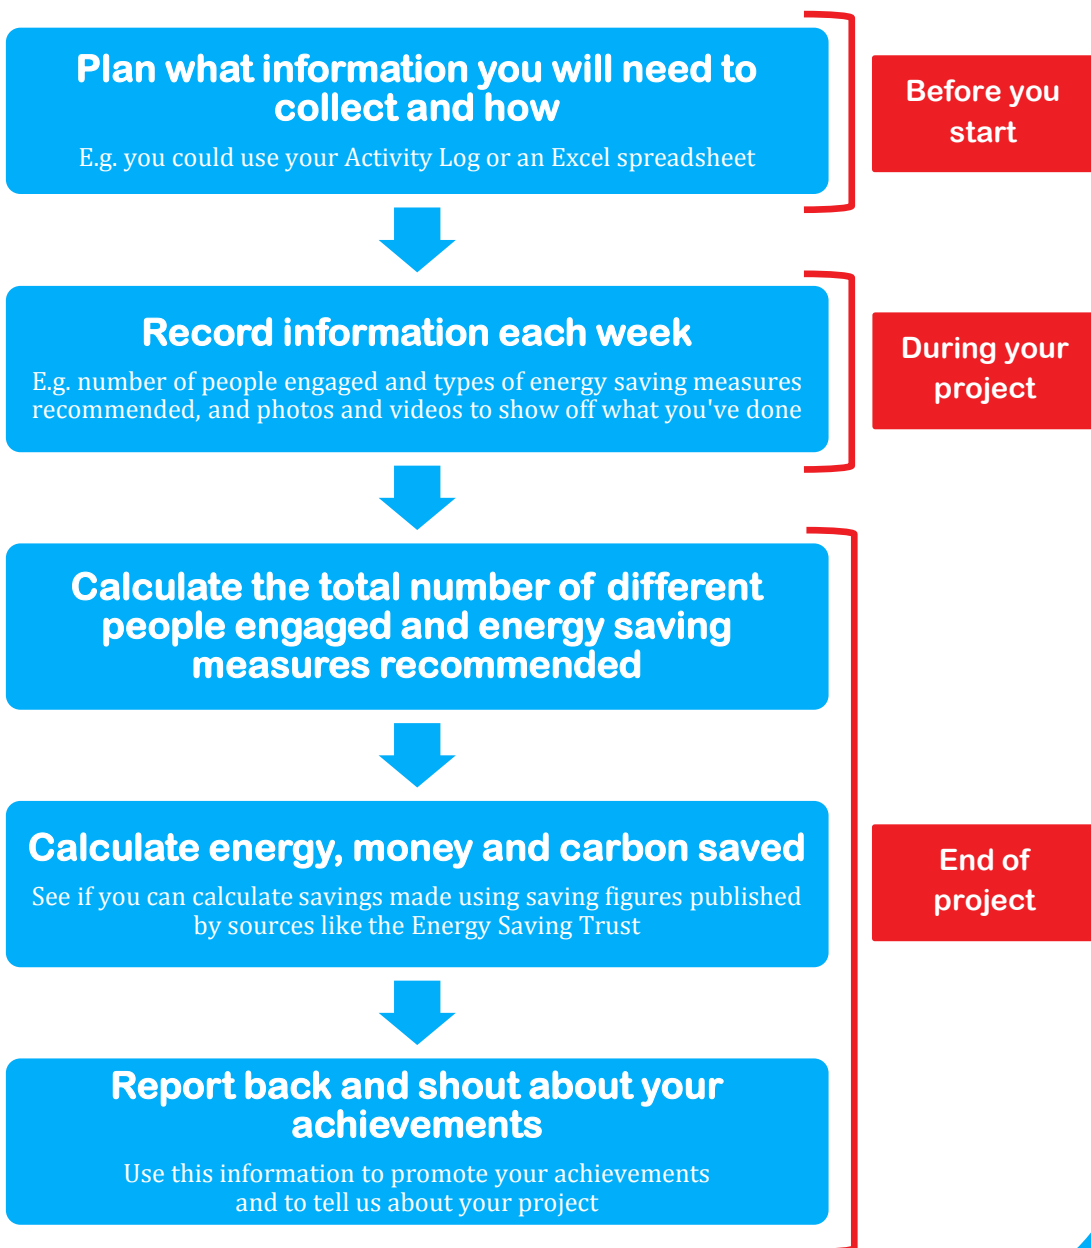 Plan what information you will need to
collect and how
E.g. you could use your Activity Log or an Excel spreadsheet
Before you
start
Record information each week
E.g. number of people engaged and types of energy saving measures
recommended, and photos and videos to show off what you've done
During your
project
Calculate the total number of different
people engaged and energy saving
measures recommended
Calculate energy, money and carbon saved
See if you can calculate savings made using saving figures published
by sources like the Energy Saving Trust
End of
project
Report back and shout about your
achievements
Use this information to promote your achievements
and to tell us about your project